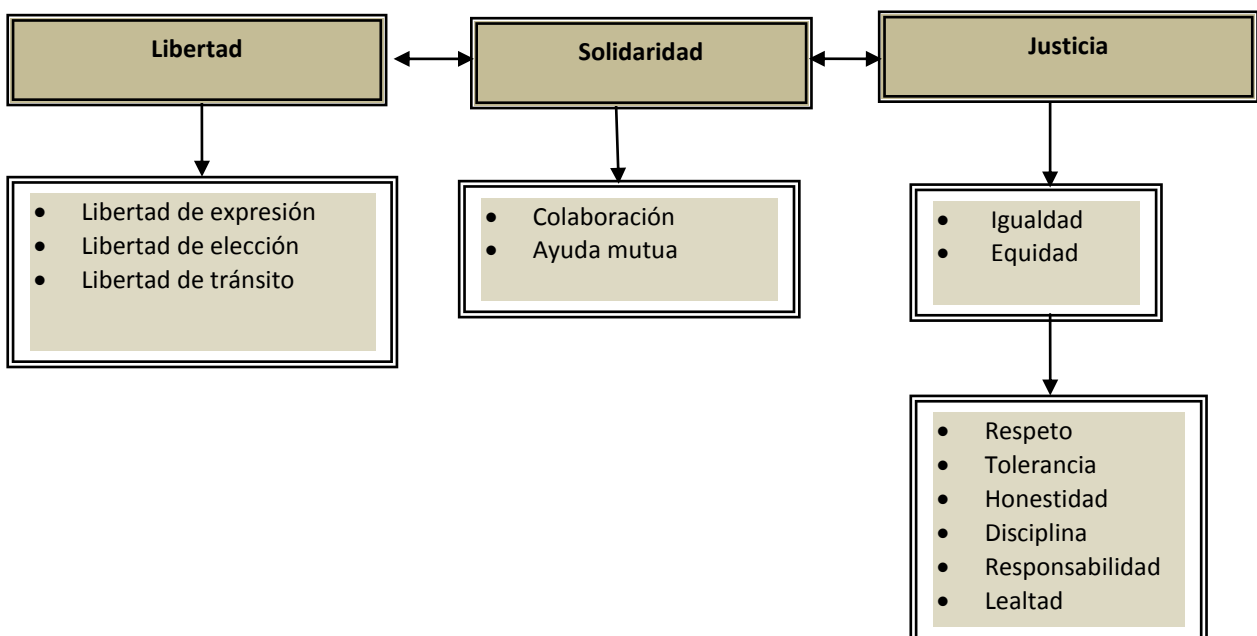 Libertad
Solidaridad
Justicia
• Libertad de expresión
• Libertad de elección
• Libertad de tránsito
• Colaboración
• Ayuda mutua
• Igualdad
• Equidad
• Respeto
• Tolerancia
• Honestidad
• Disciplina
• Responsabilidad
• Lealtad